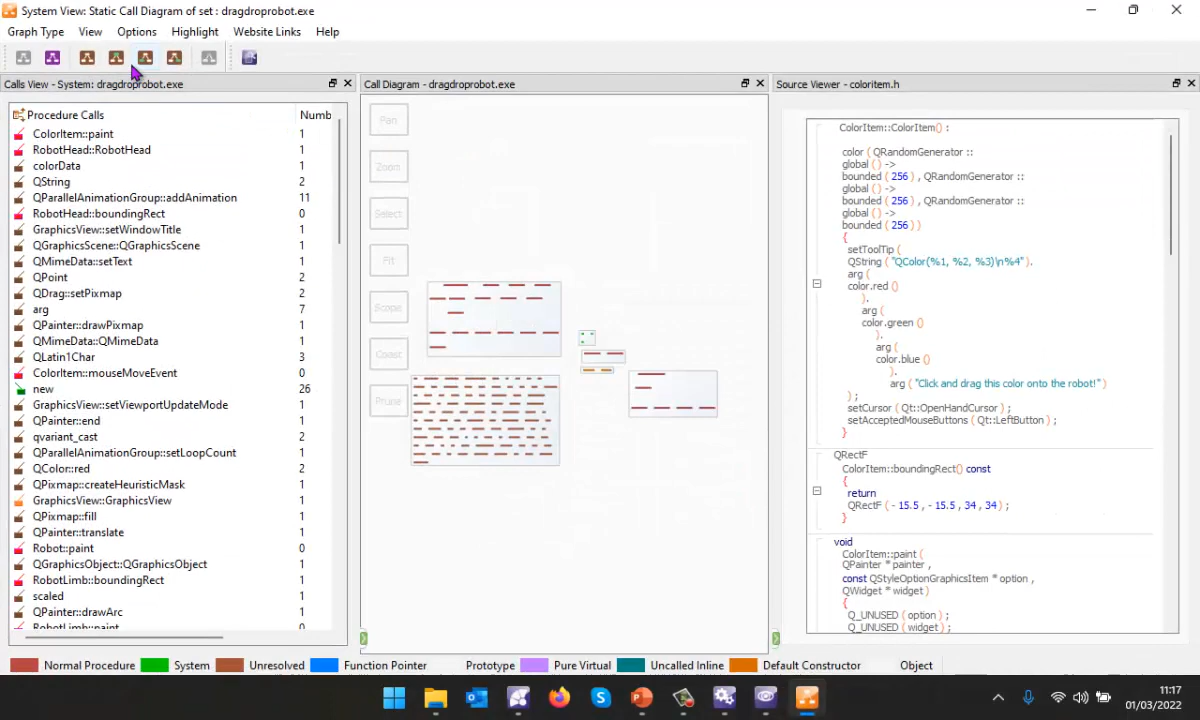 System View: Static Call Diagram of set : dragdroprobot.exe
Graph Type View Options Highlight Website Links Help
Calls View - System: dragdroprobot.exe
Procedure Calls Numb
ColorItem::paint 1
RobotHead::RobotHead 1
colorData 1
QString 2
QParallelAnimationGroup::addAnimation 11
RobotHead::boundingRect 0
GraphicsView::setWindowTitle 1
QGraphicsScene::QGraphicsScene 1
QMimeData::setText 1
QPoint 2
QDrag::setPixmap 2
arg 7
QPainter::drawPixmap 1
QMimeData::QMimeData 1
QLatin1Char 3
ColorItem::mouseMoveEvent 1
new 26
GraphicsView::setViewportUpdateMode 1
QPainter::end 1
qvariant_cast 2
QParallelAnimationGroup::setLoopCount 1
QColor::red 2
QPixmap::createHeuristicMask 1
GraphicsView::GraphicsView 1
QPixmap::fill 1
QPainter::translate 1
Robot::paint 0
QGraphicsObject::QGraphicsObject 1
RobotLimb::boundingRect 1
scaled 1
QPainter::drawArc 1
RobotLimb::paint 0
Call Diagram - dragdroprobot.exe
Pan
Zoom
Select
Fit
Scope
Coast
Prune
Source Viewer - coloritem.h
ColorItem::ColorItem() :
color ( QRandomGenerator ::
global () ->
bounded ( 256 ) , QRandomGenerator ::
global () ->
bounded ( 256 ) , QRandomGenerator ::
global () ->
bounded ( 256 ) )
{
setToolTip (
QString ( "QColor(%1, %2, %3)\n%4" ).
arg (
color.red ()
).
arg (
color.green ()
).
arg (
color.blue ()
).
arg ( "Click and drag this color onto the robot!" )
) ;
setCursor ( Qt::OpenHandCursor ) ;
setAcceptedMouseButtons ( Qt::LeftButton ) ;
}
QRectF
ColorItem::boundingRect() const
{
return
QRectF ( - 15.5 , - 15.5 , 34 , 34 ) ;
}
void
ColorItem::paint (
QPainter * painter ,
const QStyleOptionGraphicsItem * option ,
QWidget * widget )
{
Q_UNUSED ( option ) ;
Q_UNUSED ( widget ) ;
Normal Procedure System Unresolved Function Pointer Prototype Pure Virtual Uncalled Inline Default Constructor Object
11:17
01/03/2022